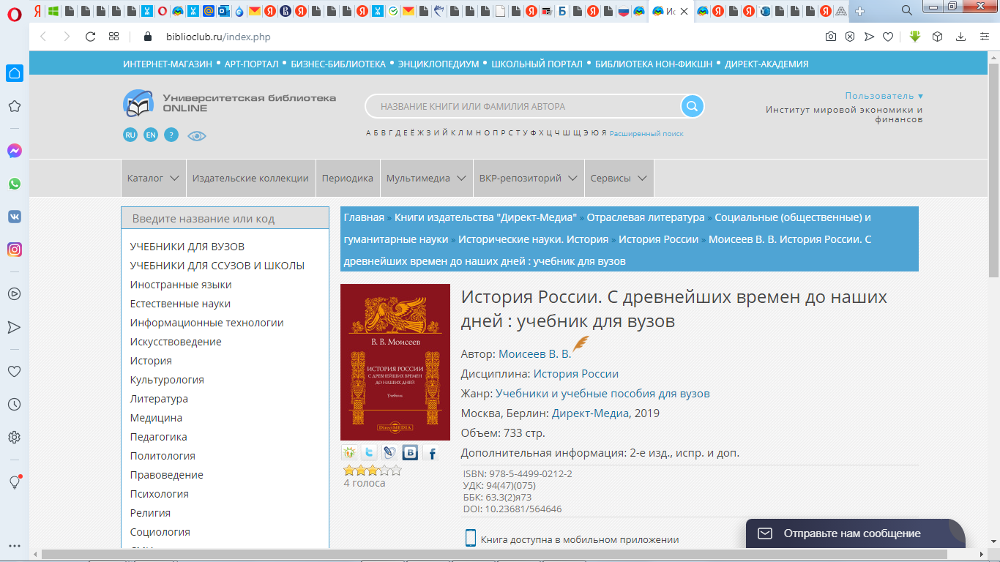 biblioclub.ru/index.php
ИНТЕРНЕТ-МАГАЗИН • АРТ-ПОРТАЛ • БИЗНЕС-БИБЛИОТЕКА • ЭНЦИКЛОПЕДИУМ • ШКОЛЬНЫЙ ПОРТАЛ • БИБЛИОТЕКА НОН-ФИКШН • ДИРЕКТ-АКАДЕМИЯ
Университетская библиотека
ONLINE
НАЗВАНИЕ КНИГИ ИЛИ ФАМИЛИЯ АВТОРА
Пользователь ▼
Институт мировой экономики и
финансов
RU EN ?
А Б В Г Д Е Ё Ж З И Й К Л М Н О П Р С Т У Ф Х Ц Ч Ш Щ Э Ю Я Расширенный поиск
Каталог Издательские коллекции Периодика Мультимедиа ВКР-репозиторий Сервисы
Введите название или код
УЧЕБНИКИ ДЛЯ ВУЗОВ
УЧЕБНИКИ ДЛЯ ССУЗОВ И ШКОЛЫ
Иностранные языки
Естественные науки
Информационные технологии
Искусствоведение
История
Культурология
Литература
Медицина
Педагогика
Политология
Правоведение
Психология
Религия
Социология
Главная » Книги издательства "Директ-Медиа" » Отраслевая литература » Социальные (общественные) и
гуманитарные науки » Исторические науки. История » История России » Моисеев В. В. История России. С
древнейших времен до наших дней : учебник для вузов
В. В. Моисеев
ИСТОРИЯ РОССИИ
С ДРЕВНЕЙШИХ ВРЕМЕН
ДО НАШИХ ДНЕЙ
Учебник
DirectMEDIA
4 голоса
История России. С древнейших времен до наших
дней : учебник для вузов
Автор: Моисеев В. В.
Дисциплина: История России
Жанр: Учебники и учебные пособия для вузов
Москва, Берлин: Директ-Медиа, 2019
Объем: 733 стр.
Дополнительная информация: 2-е изд., испр. и доп.
ISBN: 978-5-4499-0212-2
УДК: 94(47)(075)
ББК: 63.3(2)я73
DOI: 10.23681/564646
Книга доступна в мобильном приложении
Отправьте нам сообщение